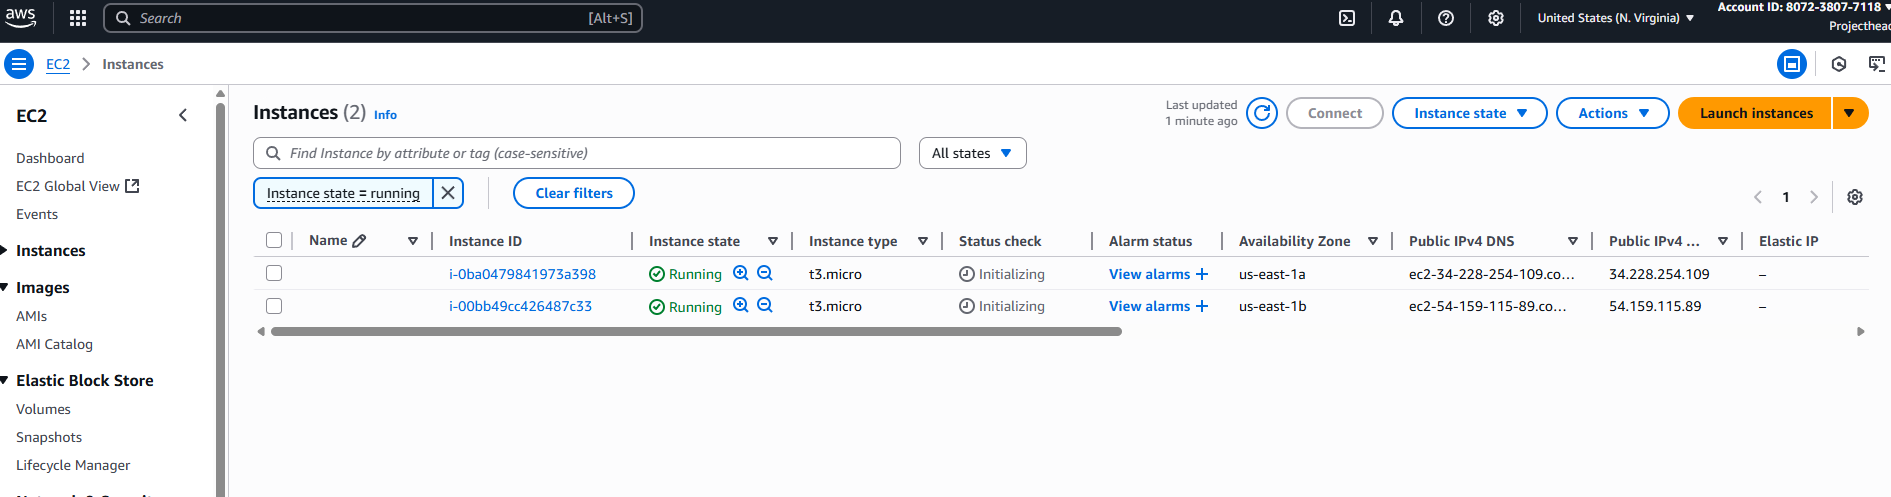 aws
Search [Alt+S]
United States (N. Virginia)
Account ID: 8072-3807-7118
Projecthead
EC2 Instances
EC2
Dashboard
EC2 Global View
Events
Instances
Images
AMIs
AMI Catalog
Elastic Block Store
Volumes
Snapshots
Lifecycle Manager
Instances (2) Info
Last updated
1 minute ago
Connect
Instance state
Actions
Launch instances
Find Instance by attribute or tag (case-sensitive)
All states
Instance state = running
Clear filters
1
Name Instance ID Instance state Instance type Status check Alarm status Availability Zone Public IPv4 DNS Public IPv4 ... Elastic IP
i-0ba0479841973a398 Running t3.micro Initializing View alarms + us-east-1a ec2-34-228-254-109.co... 34.228.254.109 –
i-00bb49cc426487c33 Running t3.micro Initializing View alarms + us-east-1b ec2-54-159-115-89.co... 54.159.115.89 –